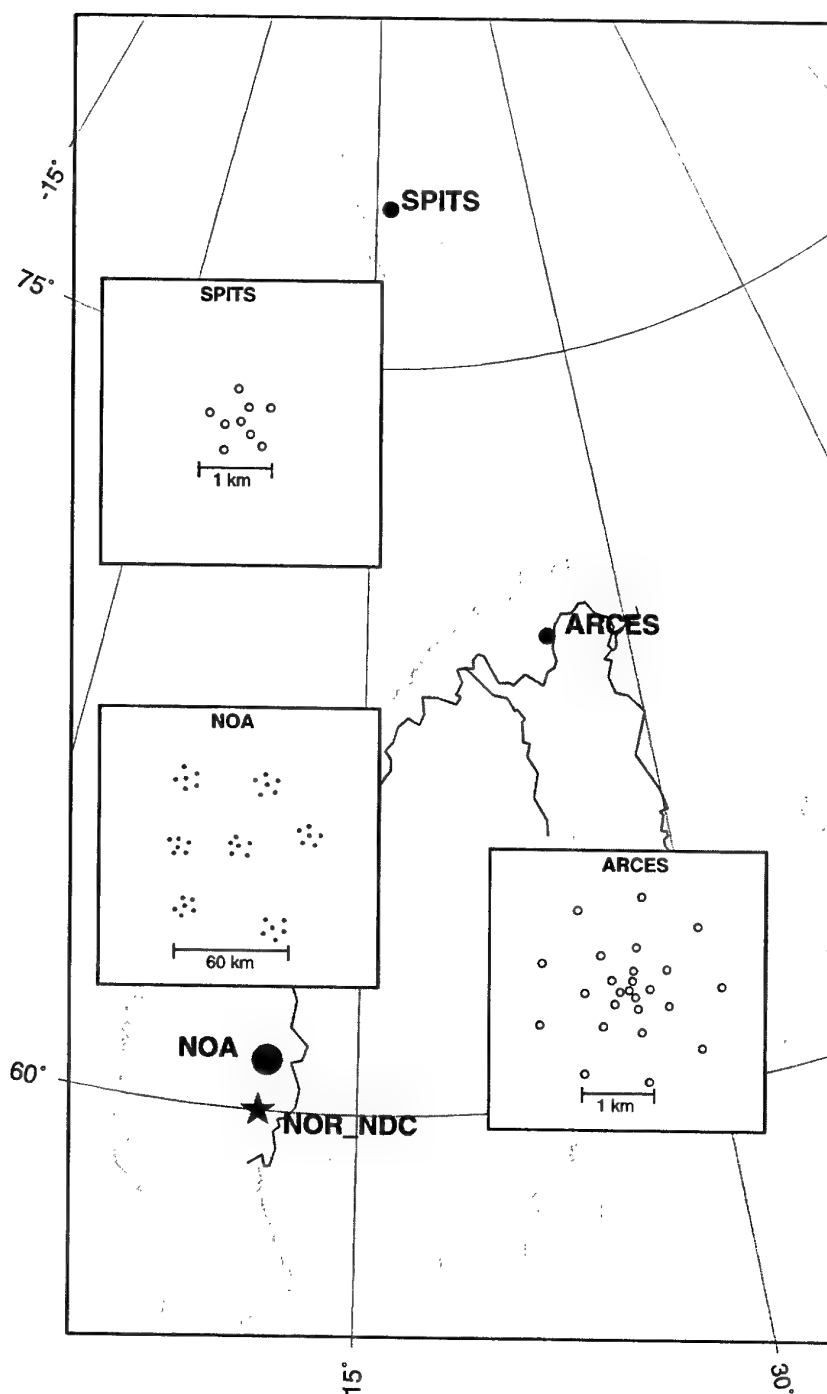 -15°
SPITS
75°
SPITS
1 km
ARCES
NOA
60 km
ARCES
1 km
NOA
60°
NOR_NDC
15°
30°